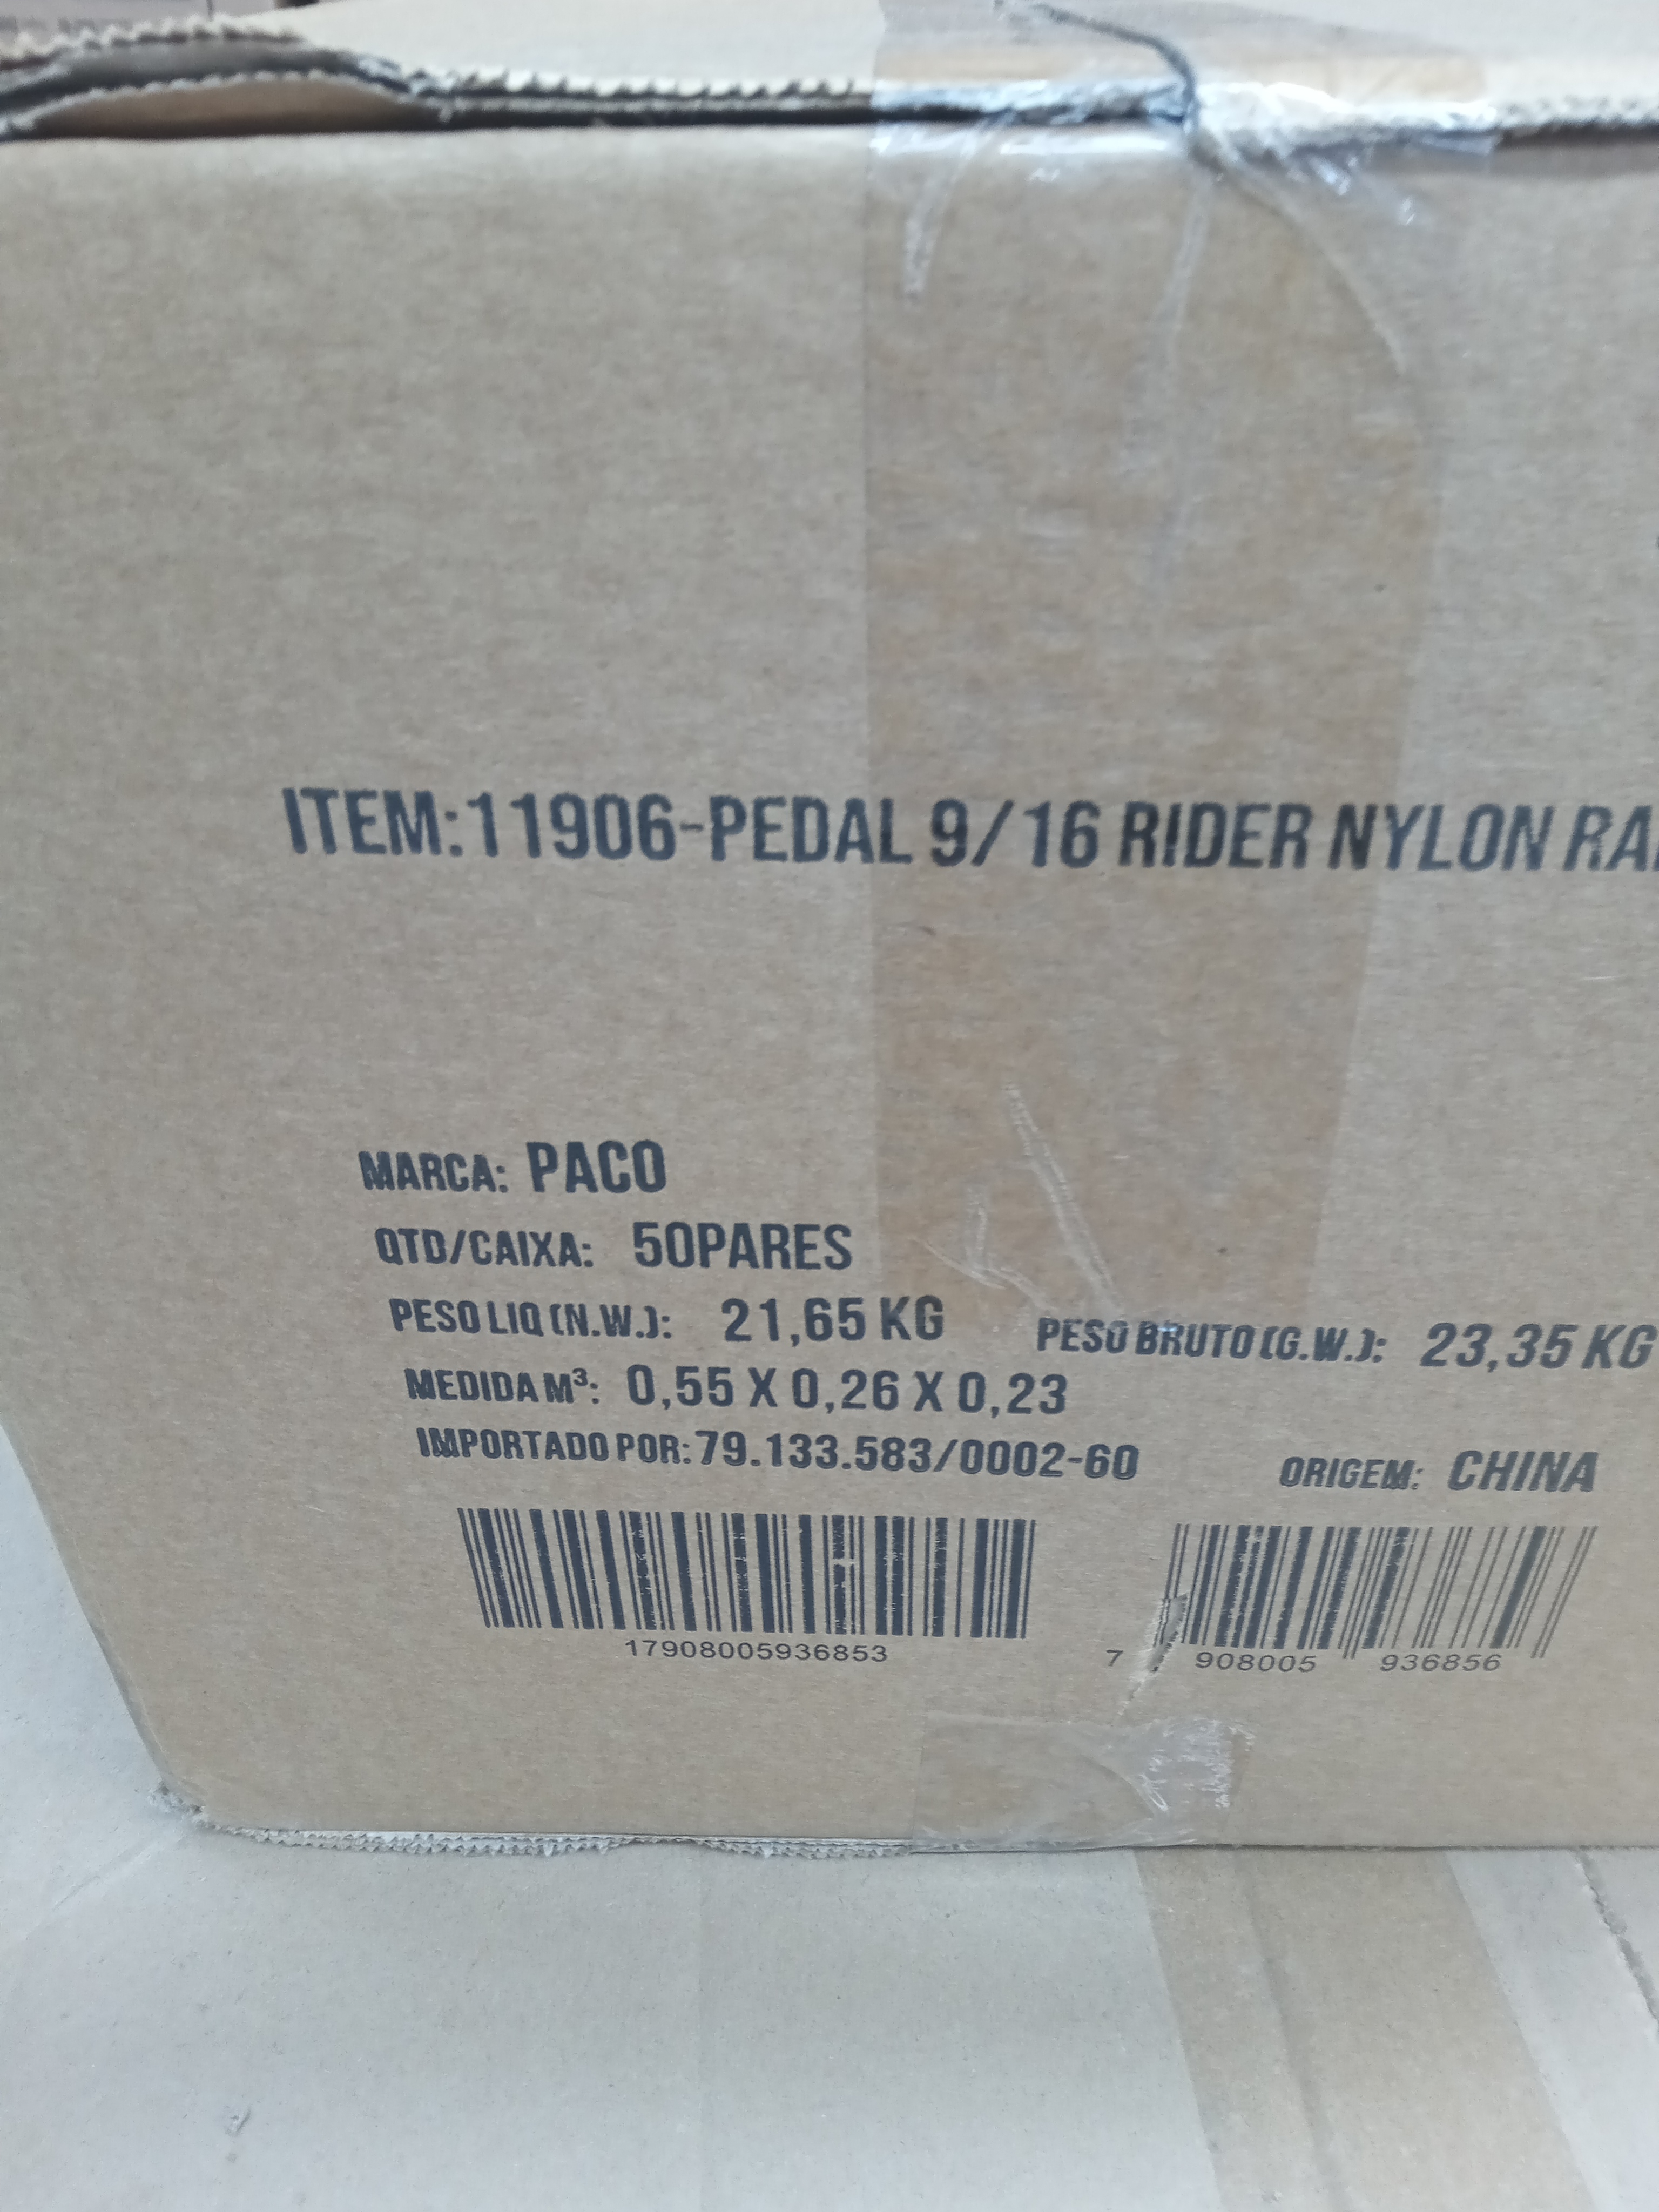 ITEM:11906-PEDAL 9/16 RIDER NYLON
MARCA: PACO
QTD/CAIXA: 50PARES
PESO LIQ (N.W.): 21,65 KG PESO BRUTO (G.W.): 23,35 KG
MEDIDA M³: 0,55 X 0,26 X 0,23
IMPORTADO POR: 79.133.583/0002-60 ORIGEM: CHINA
17908005936853 7 908005 936856